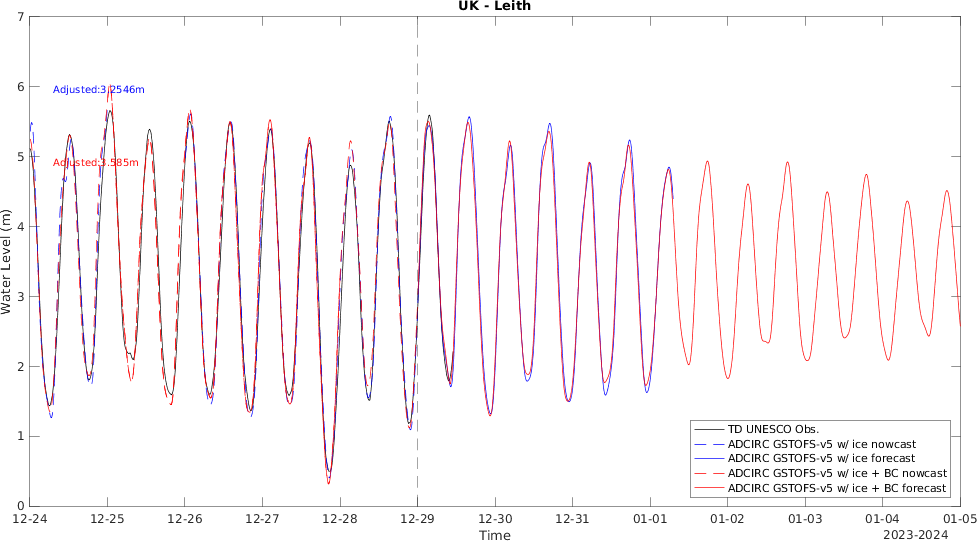 UK - Leith
7
6
5
4
3
2
1
0
Water Level (m)
Adjusted:3.2546m
Adjusted:3.585m
TD UNESCO Obs.
ADCIRC GSTOFS-v5 w/ ice nowcast
ADCIRC GSTOFS-v5 w/ ice forecast
ADCIRC GSTOFS-v5 w/ ice + BC nowcast
ADCIRC GSTOFS-v5 w/ ice + BC forecast
12-24 12-25 12-26 12-27 12-28 12-29 12-30 12-31 01-01 01-02 01-03 01-04 01-05
Time
2023-2024